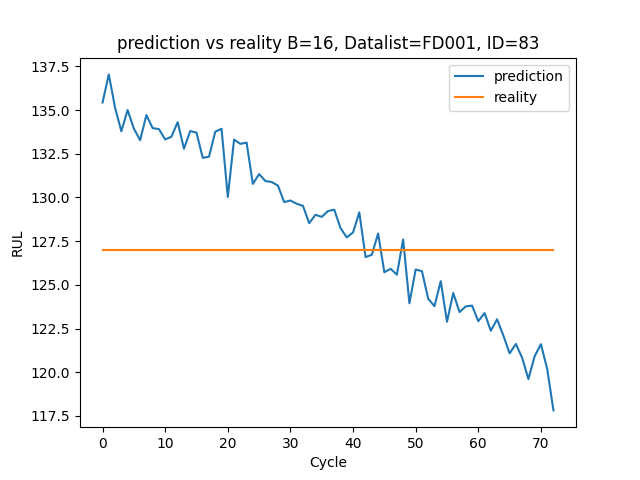 prediction vs reality B=16, Datalist=FD001, ID=83
137.5
135.0
132.5
130.0
127.5
125.0
122.5
120.0
117.5
RUL
prediction
reality
0 10 20 30 40 50 60 70
Cycle